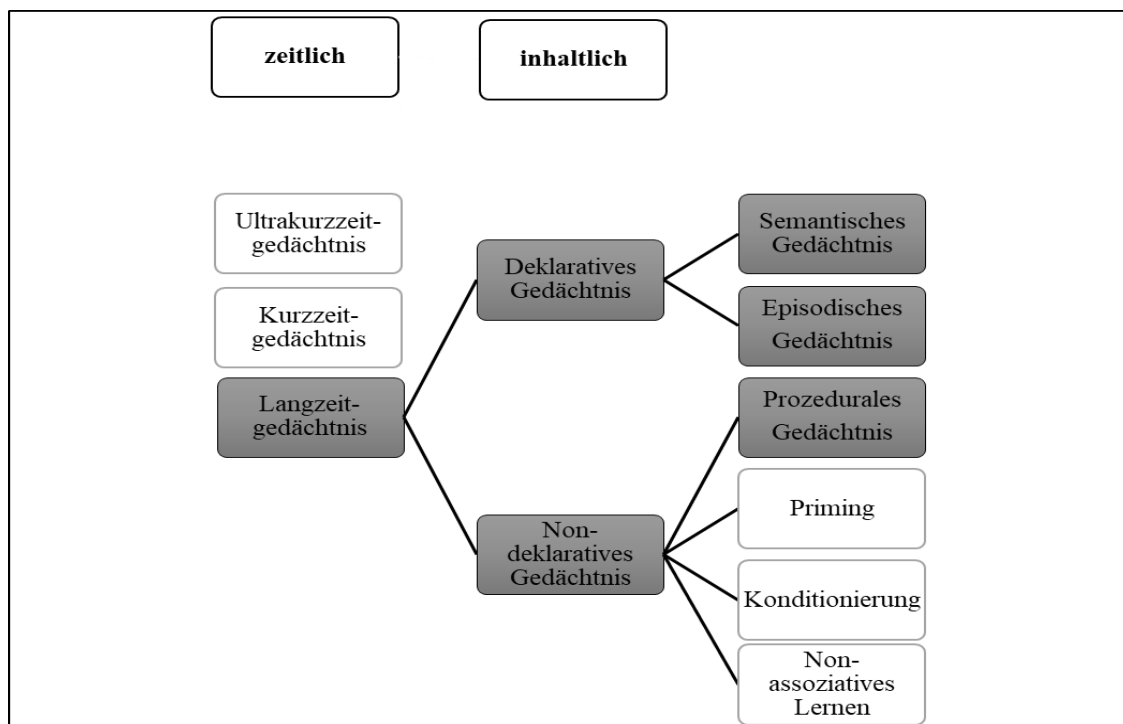 zeitlich
inhaltlich
Ultrakurzzeit-
gedächtnis
Kurzzeit-
gedächtnis
Langzeit-
gedächtnis
Deklaratives
Gedächtnis
Non-
deklaratives
Gedächtnis
Semantisches
Gedächtnis
Episodisches
Gedächtnis
Prozedurales
Gedächtnis
Priming
Konditionierung
Non-
assoziatives
Lernen